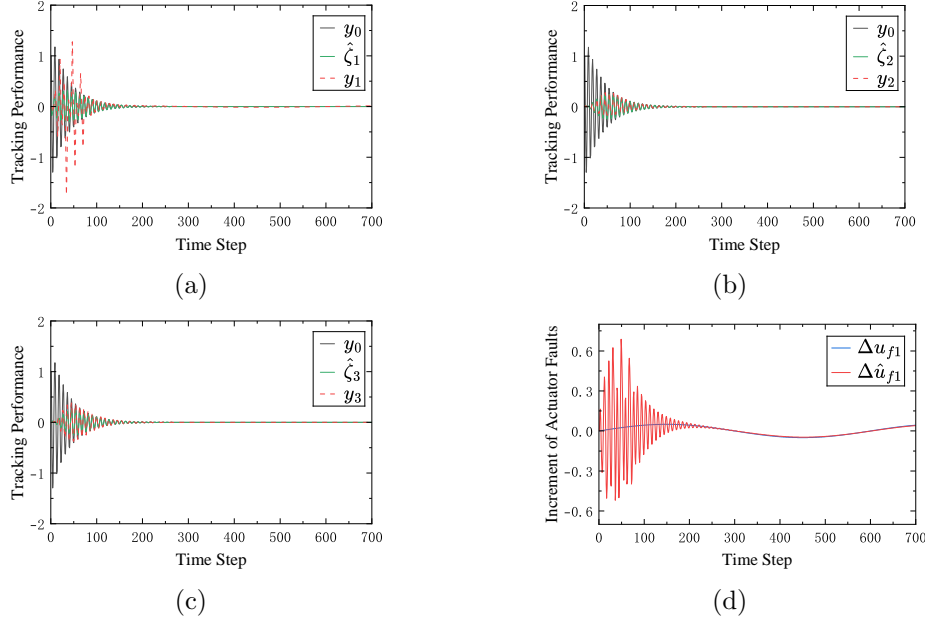 2
1
0
-1
-2
Tracking Performance
0 100 200 300 400 500 600 700
Time Step
y₀
ζ̂₁
y₁
(a)
2
1
0
-1
-2
Tracking Performance
0 100 200 300 400 500 600 700
Time Step
y₀
ζ̂₂
y₂
(b)
2
1
0
-1
-2
Tracking Performance
0 100 200 300 400 500 600 700
Time Step
y₀
ζ̂₃
y₃
(c)
0.6
0.3
0.0
-0.3
-0.6
Increment of Actuator Faults
0 100 200 300 400 500 600 700
Time Step
Δu_{f1}
Δû_{f1}
(d)